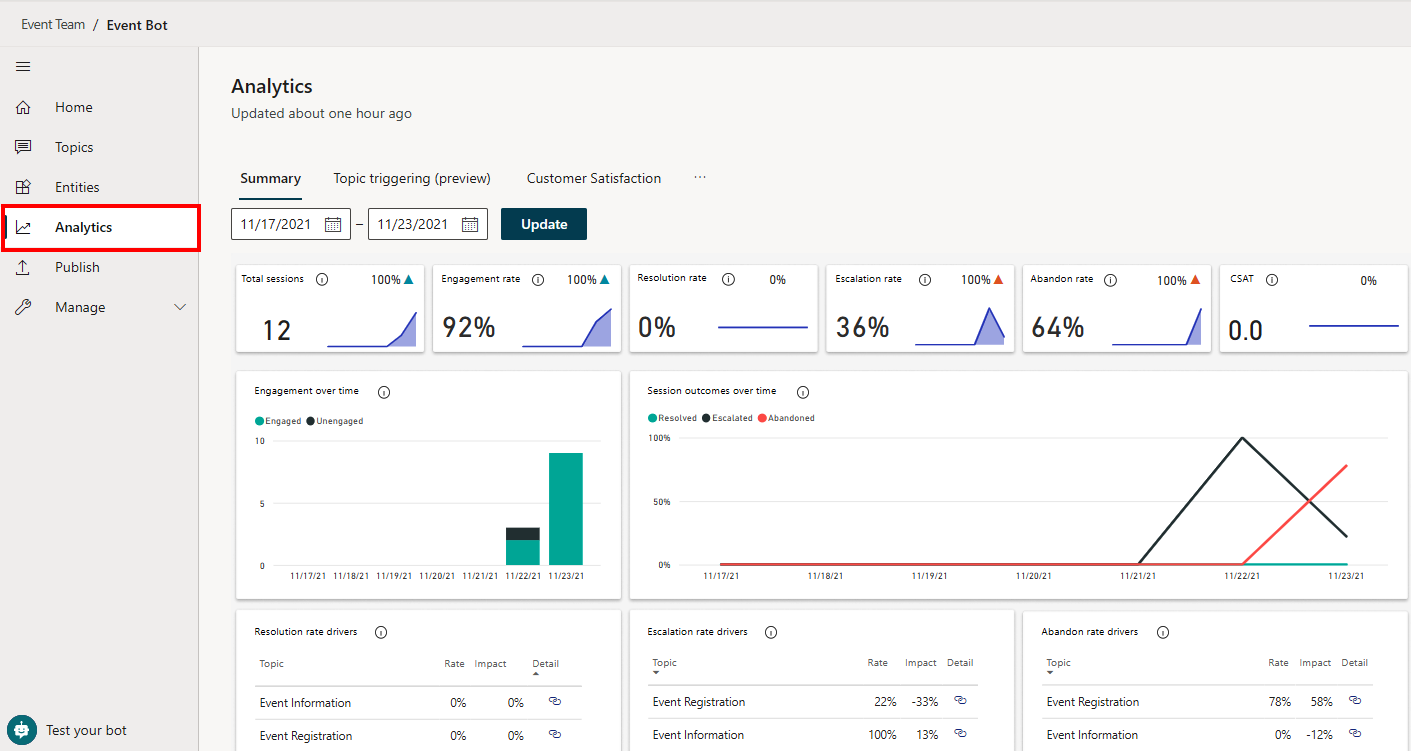 Event Team / Event Bot
Home
Topics
Entities
Analytics
Publish
Manage
Test your bot
Analytics
Updated about one hour ago
Summary Topic triggering (preview) Customer Satisfaction ...
11/17/2021 – 11/23/2021 Update
Total sessions 100%
12
Engagement rate 100%
92%
Resolution rate 0%
0%
Escalation rate 100%
36%
Abandon rate 100%
64%
CSAT 0%
0.0
Engagement over time
Engaged Unengaged
10
5
0
11/17/21 11/18/21 11/19/21 11/20/21 11/21/21 11/22/21 11/23/21
Session outcomes over time
Resolved Escalated Abandoned
100%
50%
0%
11/17/21 11/18/21 11/19/21 11/20/21 11/21/21 11/22/21 11/23/21
Resolution rate drivers
Topic Rate Impact Detail
Event Information 0% 0%
Event Registration 0% 0%
Escalation rate drivers
Topic Rate Impact Detail
Event Registration 22% -33%
Event Information 100% 13%
Abandon rate drivers
Topic Rate Impact Detail
Event Registration 78% 58%
Event Information 0% -12%